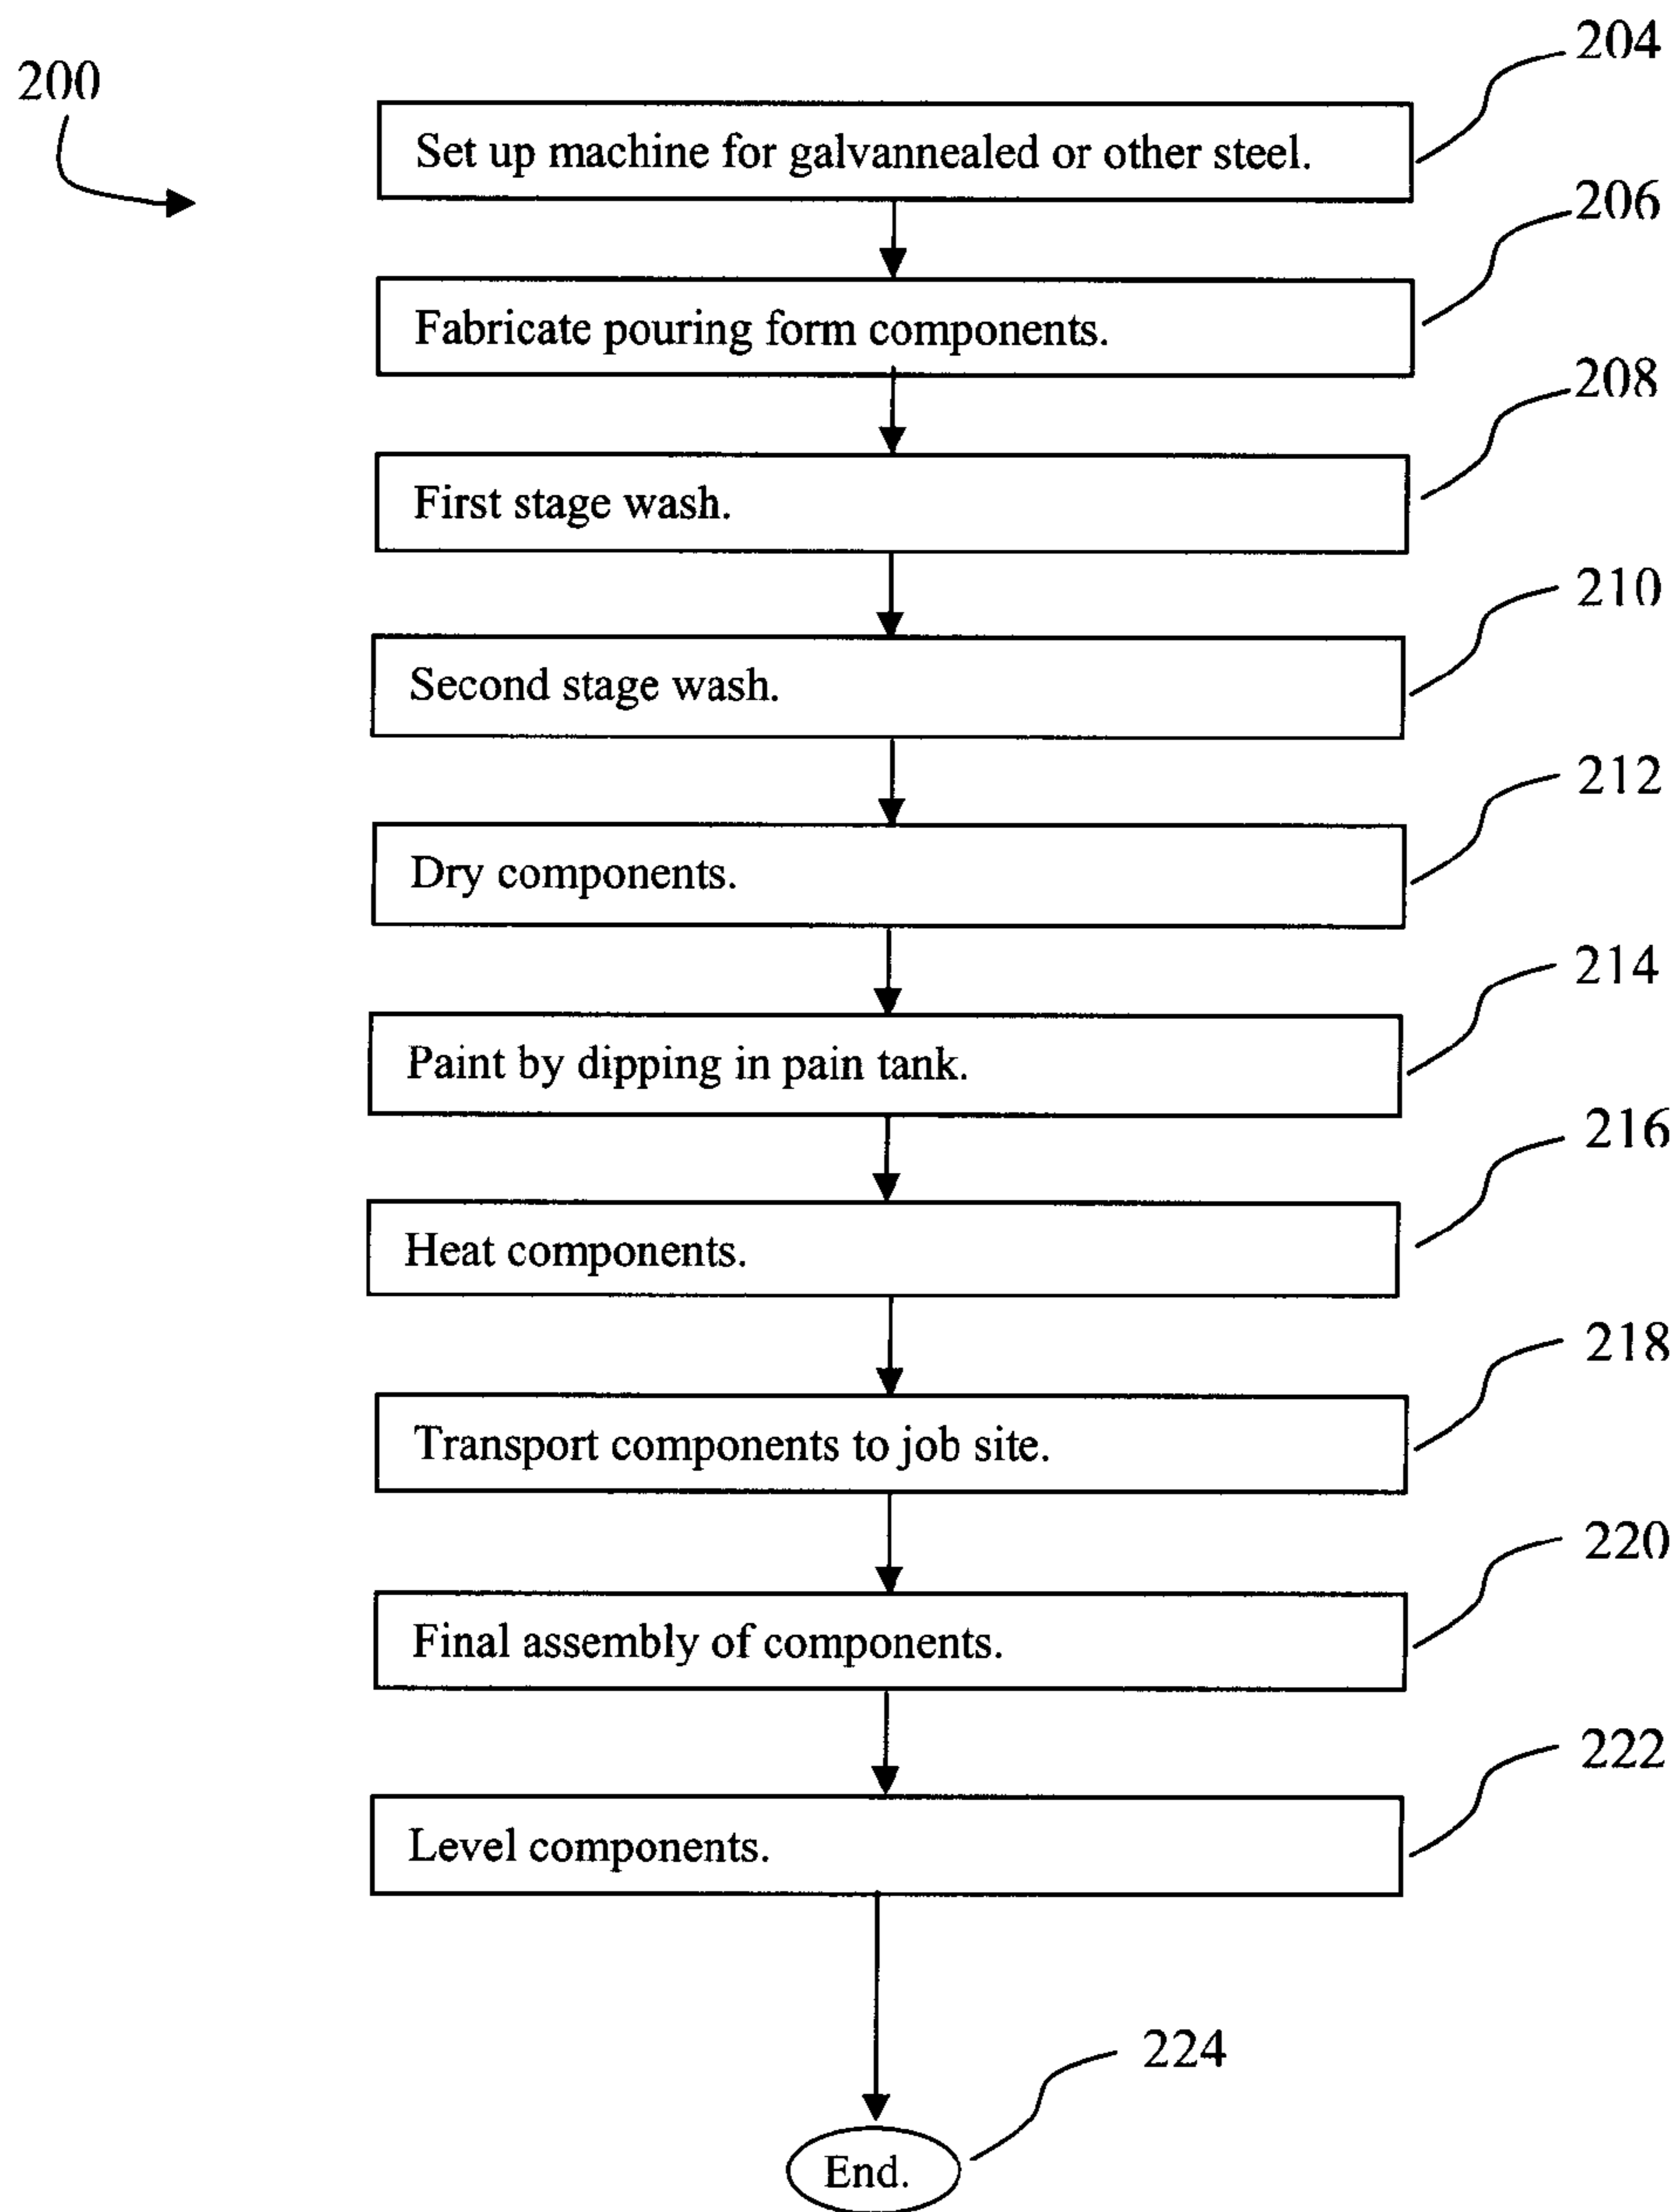 204
200
Set up machine for galvannealed or other steel.
206
Fabricate pouring form components.
208
First stage wash.
210
Second stage wash.
212
Dry components.
214
Paint by dipping in pain tank.
216
Heat components.
218
Transport components to job site.
220
Final assembly of components.
222
Level components.
224
End.